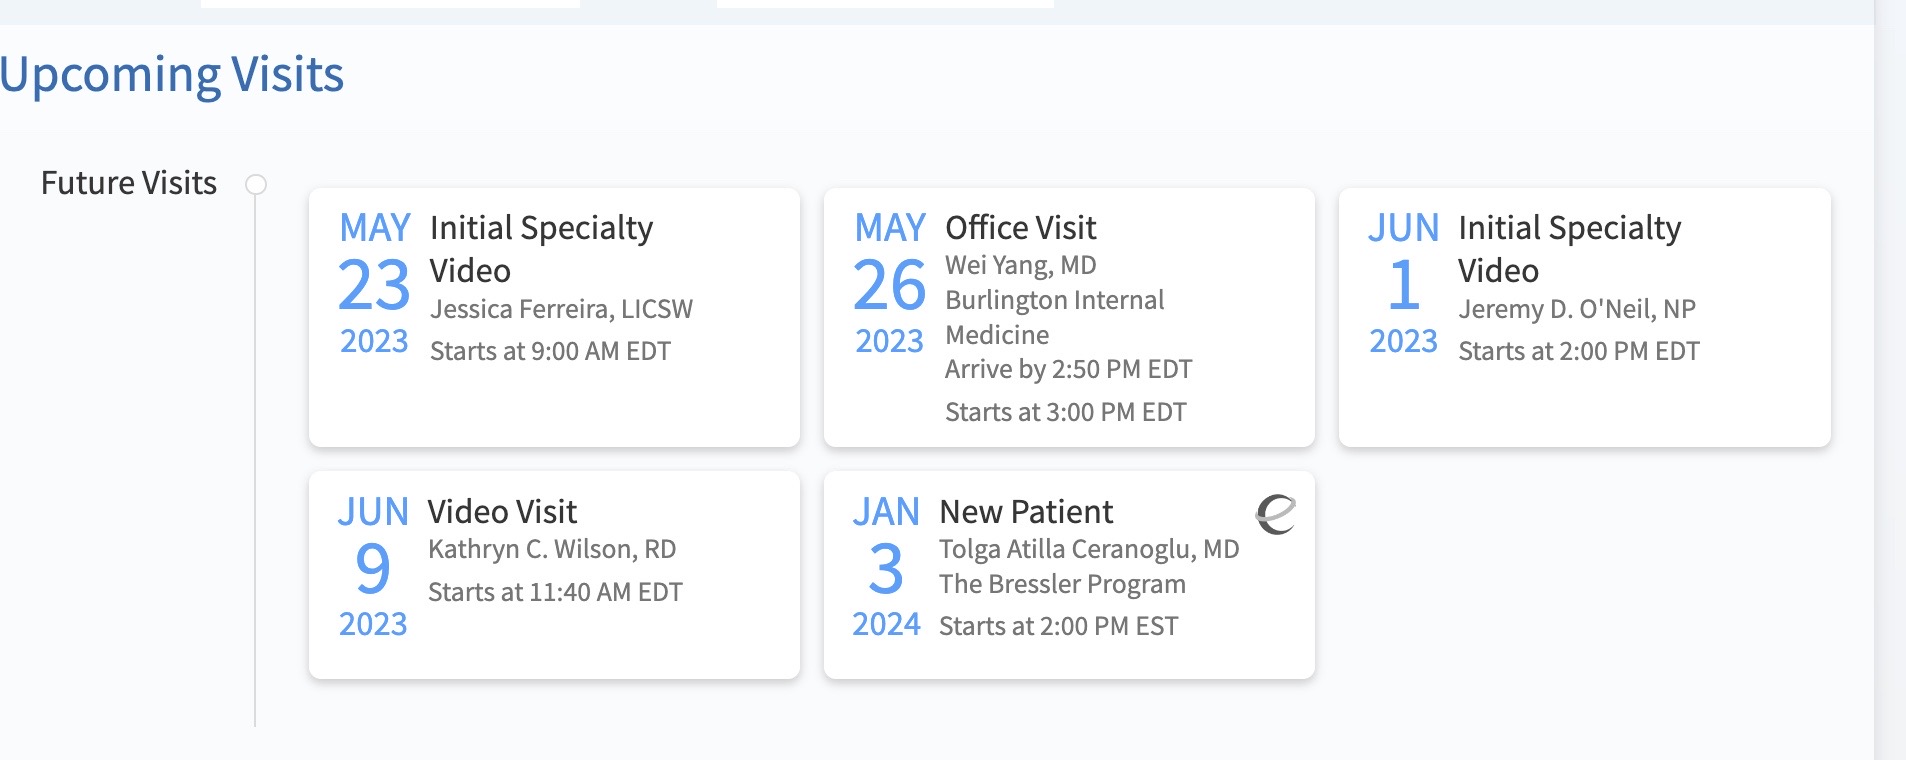 Upcoming Visits
Future Visits
MAY
23
2023
Initial Specialty
Video
Jessica Ferreira, LICSW
Starts at 9:00 AM EDT
MAY
26
2023
Office Visit
Wei Yang, MD
Burlington Internal
Medicine
Arrive by 2:50 PM EDT
Starts at 3:00 PM EDT
JUN
1
2023
Initial Specialty
Video
Jeremy D. O'Neil, NP
Starts at 2:00 PM EDT
JUN
9
2023
Video Visit
Kathryn C. Wilson, RD
Starts at 11:40 AM EDT
JAN
3
2024
New Patient
Tolga Atilla Ceranoglu, MD
The Bressler Program
Starts at 2:00 PM EST